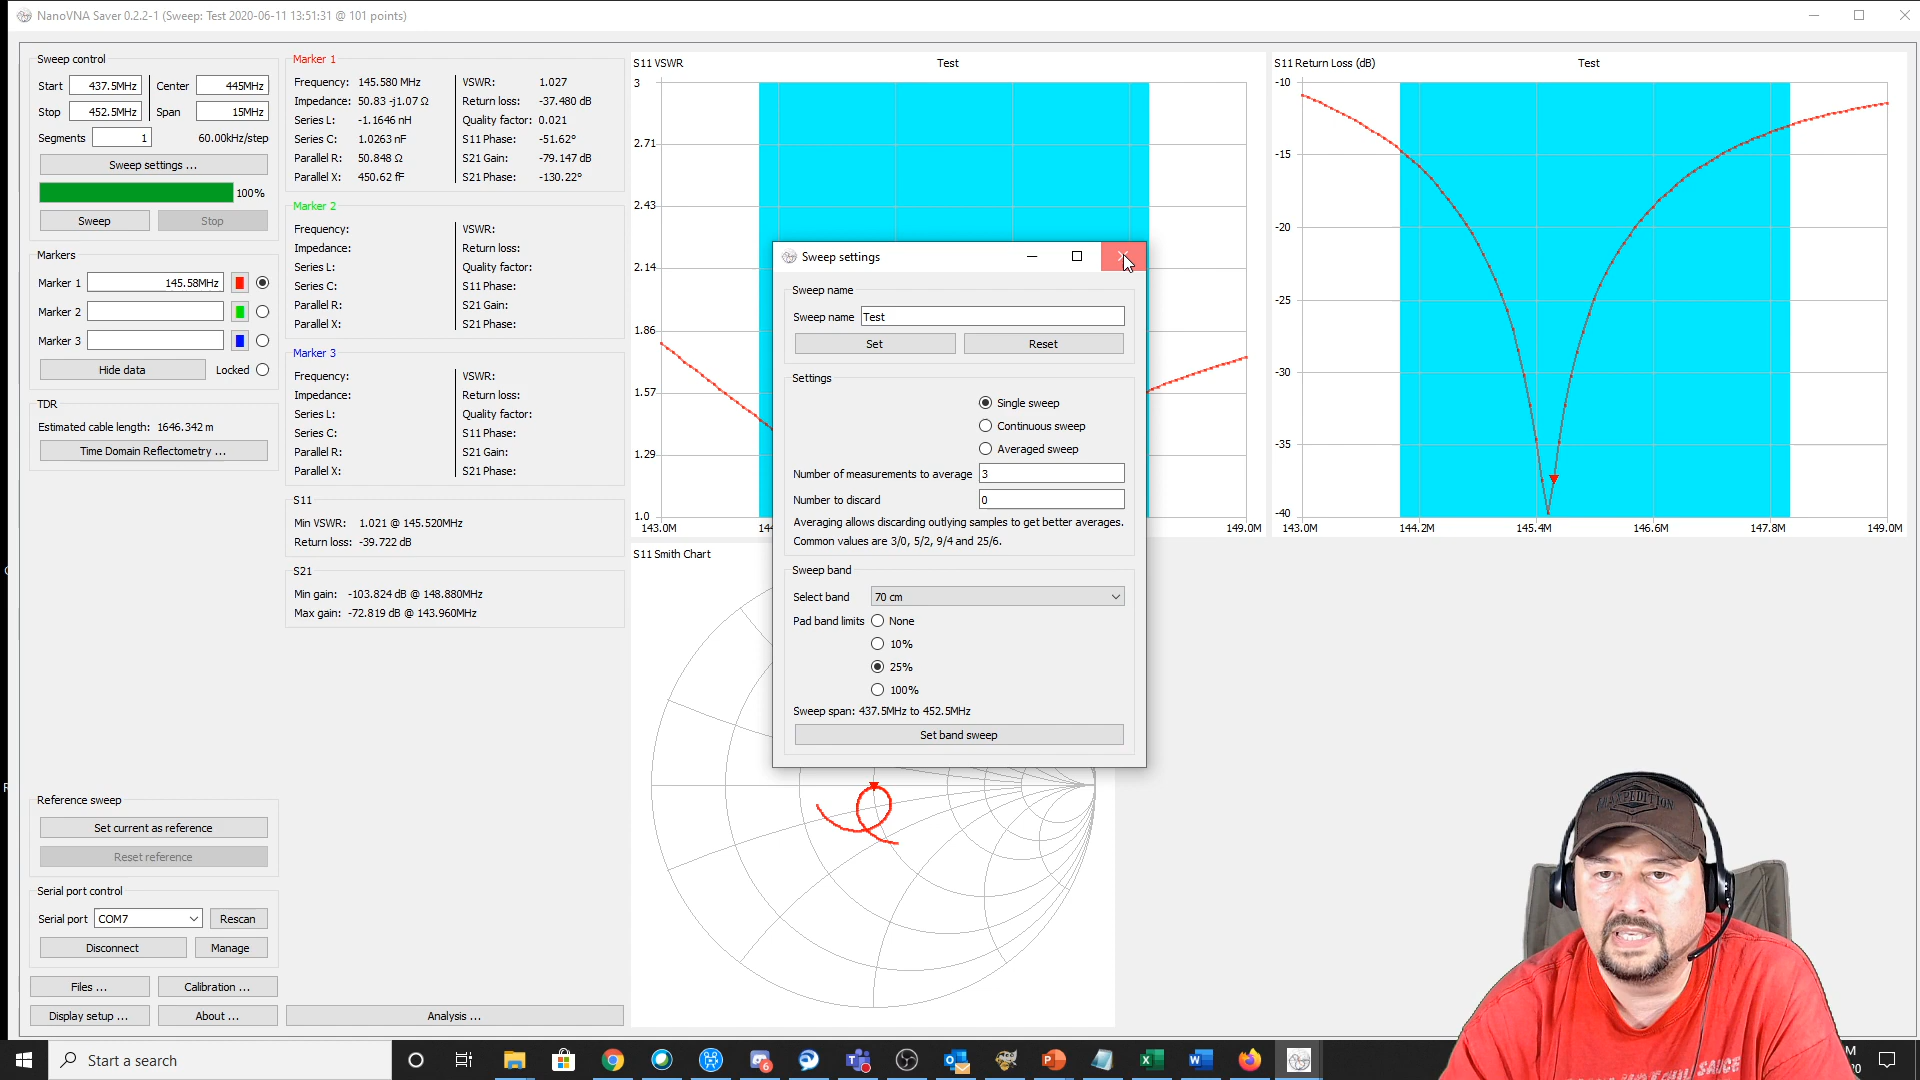 NanoVNA Saver 0.2.2-1 (Sweep: Test 2020-06-11 13:51:31 @ 101 points)
Sweep control
Start 437.5MHz Center 445MHz
Stop 452.5MHz Span 15MHz
Segments 1 60.00kHz/step
Sweep settings ...
100%
Sweep Stop
Markers
Marker 1 145.58MHz
Marker 2
Marker 3
Hide data Locked
TDR
Estimated cable length: 1646.342 m
Time Domain Reflectometry ...
Reference sweep
Set current as reference
Reset reference
Serial port control
Serial port COM7 Rescan
Disconnect Manage
Files ... Calibration ...
Display setup ... About ...
Marker 1
Frequency: 145.580 MHz VSWR: 1.027
Impedance: 50.83 -j1.07 Ω Return loss: -37.480 dB
Series L: -1.1646 nH Quality factor: 0.021
Series C: 1.0263 nF S11 Phase: -51.62°
Parallel R: 50.848 Ω S21 Gain: -79.147 dB
Parallel X: 450.62 fF S21 Phase: -130.22°
Marker 2
Frequency: VSWR:
Impedance: Return loss:
Series L: Quality factor:
Series C: S11 Phase:
Parallel R: S21 Gain:
Parallel X: S21 Phase:
Marker 3
Frequency: VSWR:
Impedance: Return loss:
Series L: Quality factor:
Series C: S11 Phase:
Parallel R: S21 Gain:
Parallel X: S21 Phase:
S11
Min VSWR: 1.021 @ 145.520MHz
Return loss: -39.722 dB
S21
Min gain: -103.824 dB @ 148.880MHz
Max gain: -72.819 dB @ 143.960MHz
Analysis ...
S11 VSWR Test
3
2.71
2.43
2.14
1.86
1.57
1.29
1.0
143.0M 149.0M
S11 Return Loss (dB) Test
-10
-15
-20
-25
-30
-35
-40
143.0M 144.2M 145.4M 146.6M 147.8M 149.0M
S11 Smith Chart
Sweep settings
Sweep name
Sweep name Test
Set Reset
Settings
Single sweep
Continuous sweep
Averaged sweep
Number of measurements to average 3
Number to discard 0
Averaging allows discarding outlying samples to get better averages.
Common values are 3/0, 5/2, 9/4 and 25/6.
Sweep band
Select band 70 cm
Pad band limits None
10%
25%
100%
Sweep span: 437.5MHz to 452.5MHz
Set band sweep
MAXPEDITION
SAUCE
Start a search
6